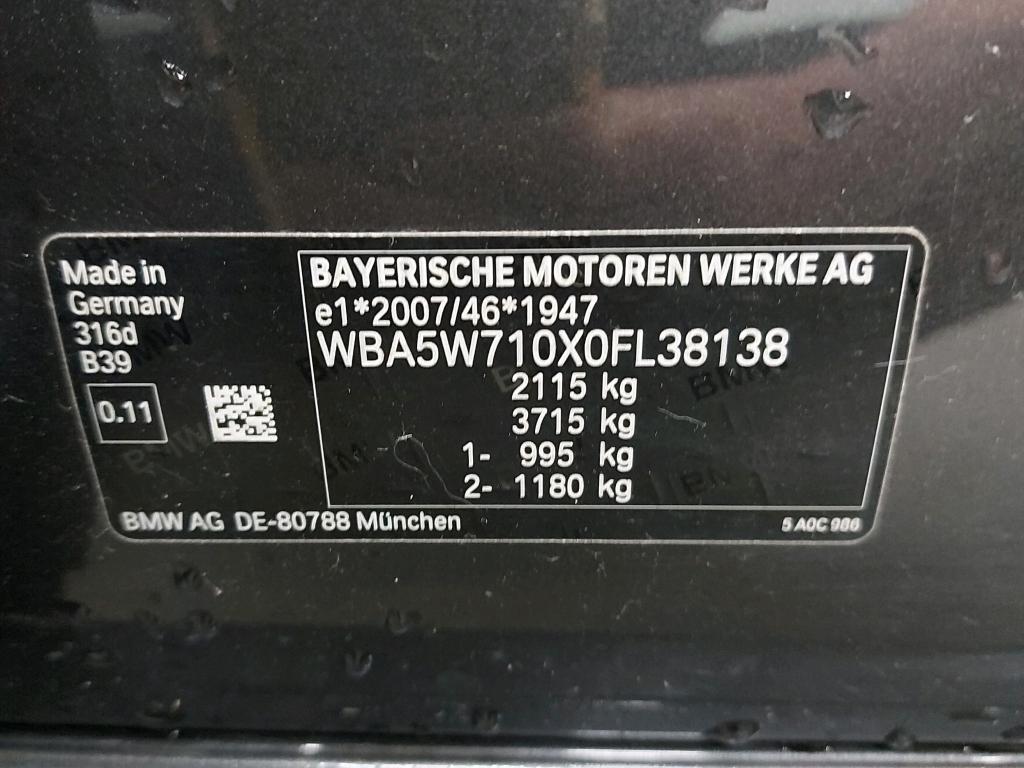 Made in
Germany
316d
B39
0.11
BAYERISCHE MOTOREN WERKE AG
e1*2007/46*1947
WBA5W710X0FL38138
2115 kg
3715 kg
1- 995 kg
2- 1180 kg
BMW AG DE-80788 München
5 A0C 986